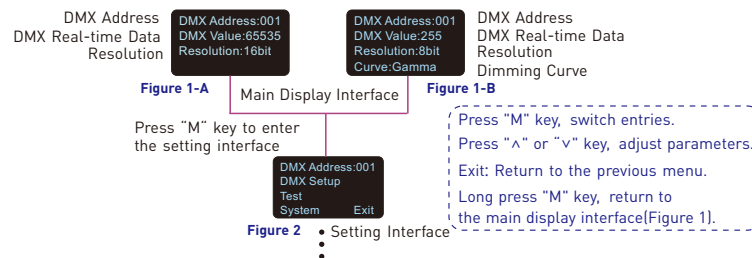 DMX Address
DMX Real-time Data
Resolution
DMX Address:001
DMX Value:65535
Resolution:16bit
Figure 1-A
DMX Address:001
DMX Value:255
Resolution:8bit
Curve:Gamma
Figure 1-B
DMX Address
DMX Real-time Data
Resolution
Dimming Curve
Main Display Interface
Press "M" key to enter
the setting interface
DMX Address:001
DMX Setup
Test
System Exit
Figure 2
• Setting Interface
Press "M" key, switch entries.
Press "∧" or "∨" key, adjust parameters.
Exit: Return to the previous menu.
Long press "M" key, return to
the main display interface(Figure 1).